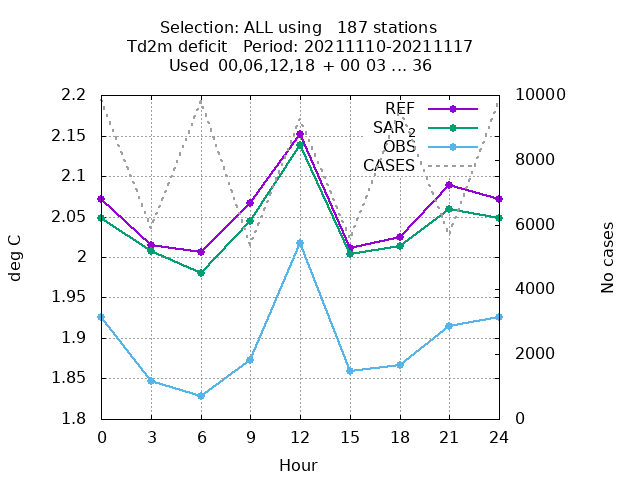 Selection: ALL using   187 stations
Td2m deficit   Period: 20211110-20211117
Used  00,06,12,18 + 00 03 ... 36
REF
SAR2
OBS
CASES
2.2
2.15
2.1
2.05
2
1.95
1.9
1.85
1.8
10000
8000
6000
4000
2000
0
deg C
No cases
0 3 6 9 12 15 18 21 24
Hour